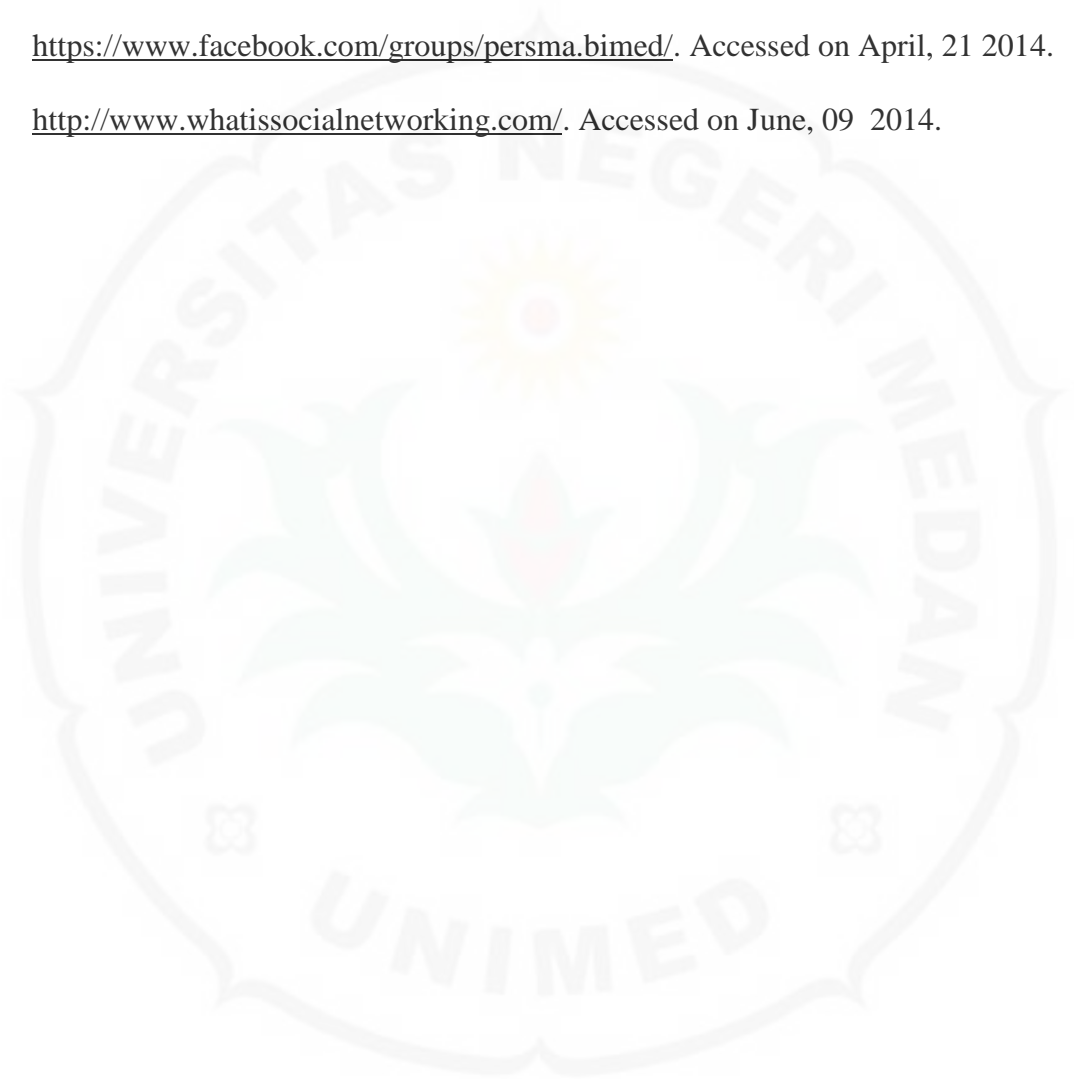 https://www.facebook.com/groups/persma.bimed/. Accessed on April, 21 2014.
http://www.whatissocialnetworking.com/. Accessed on June, 09  2014.
UNIVERSITAS NEGERI MEDAN
UNIMED